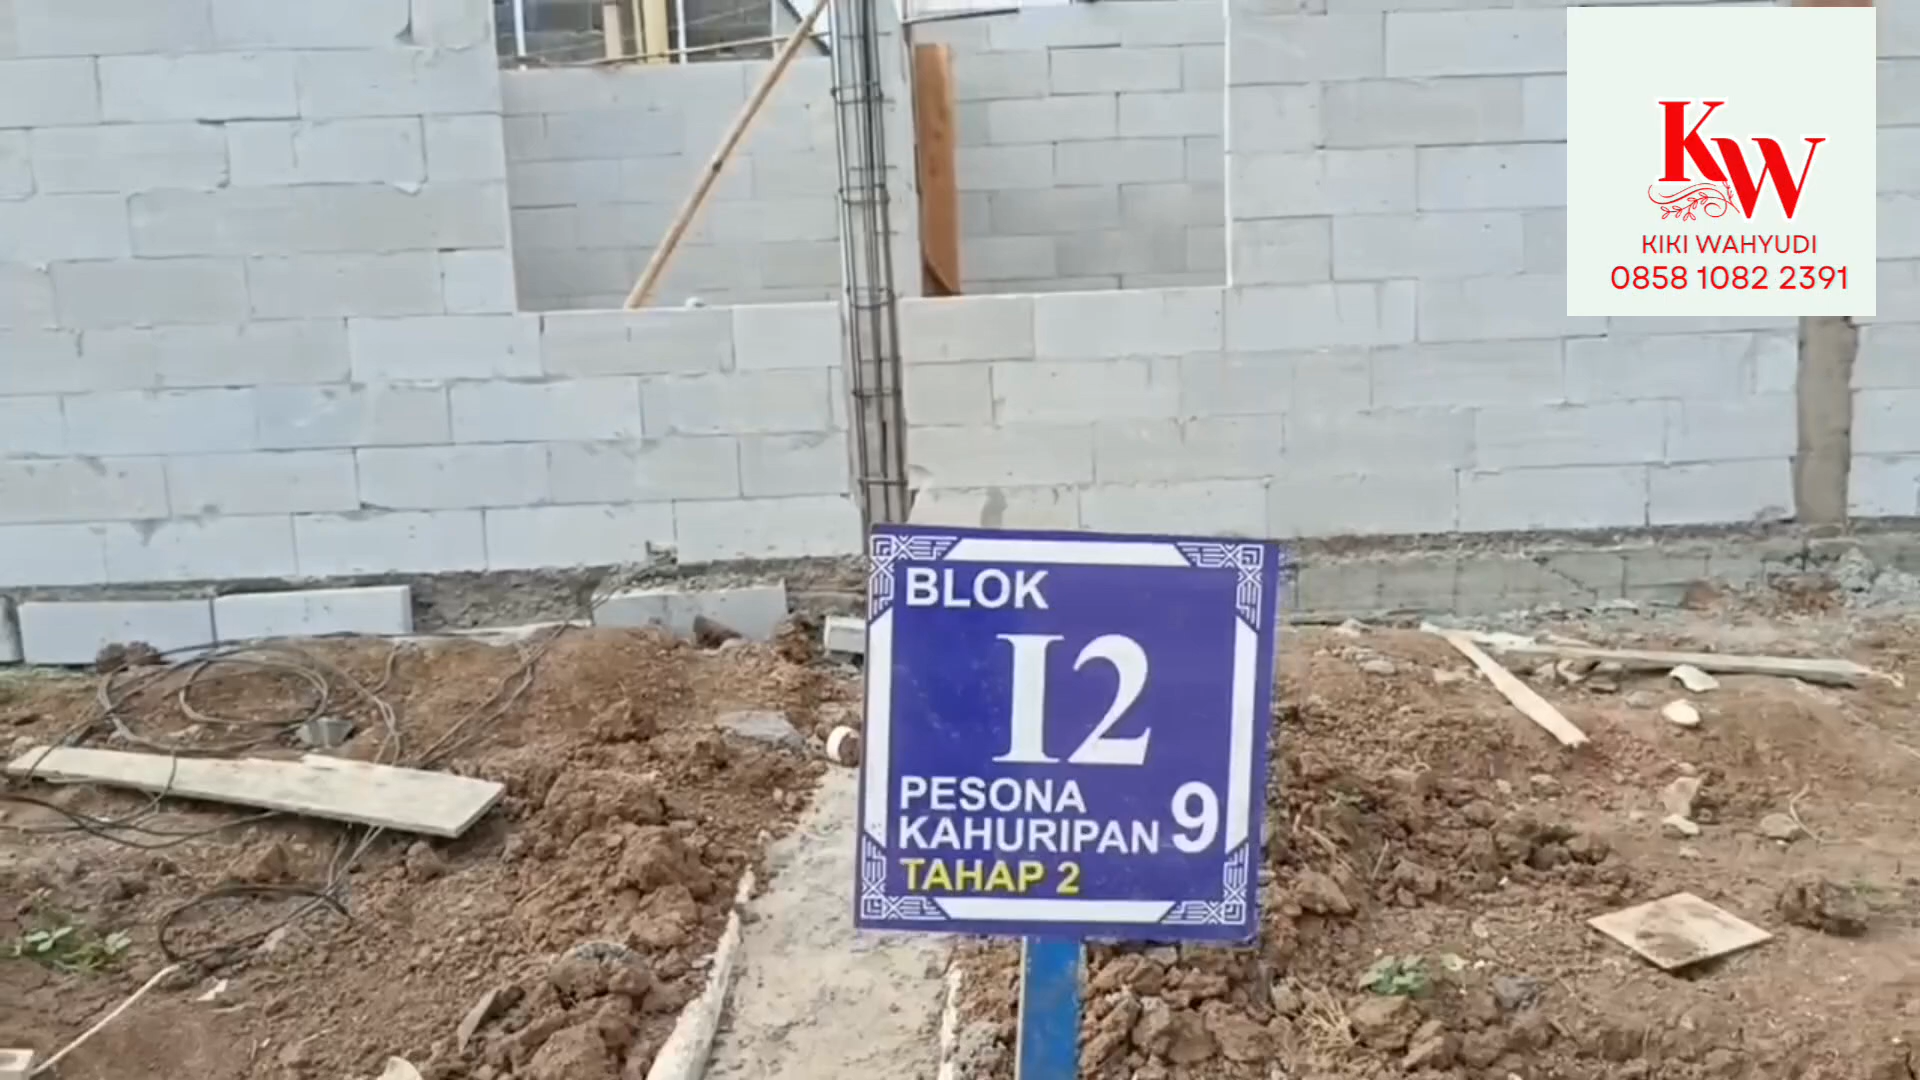 KW
KIKI WAHYUDI
0858 1082 2391
BLOK
I2
PESONA
KAHURIPAN 9
TAHAP 2